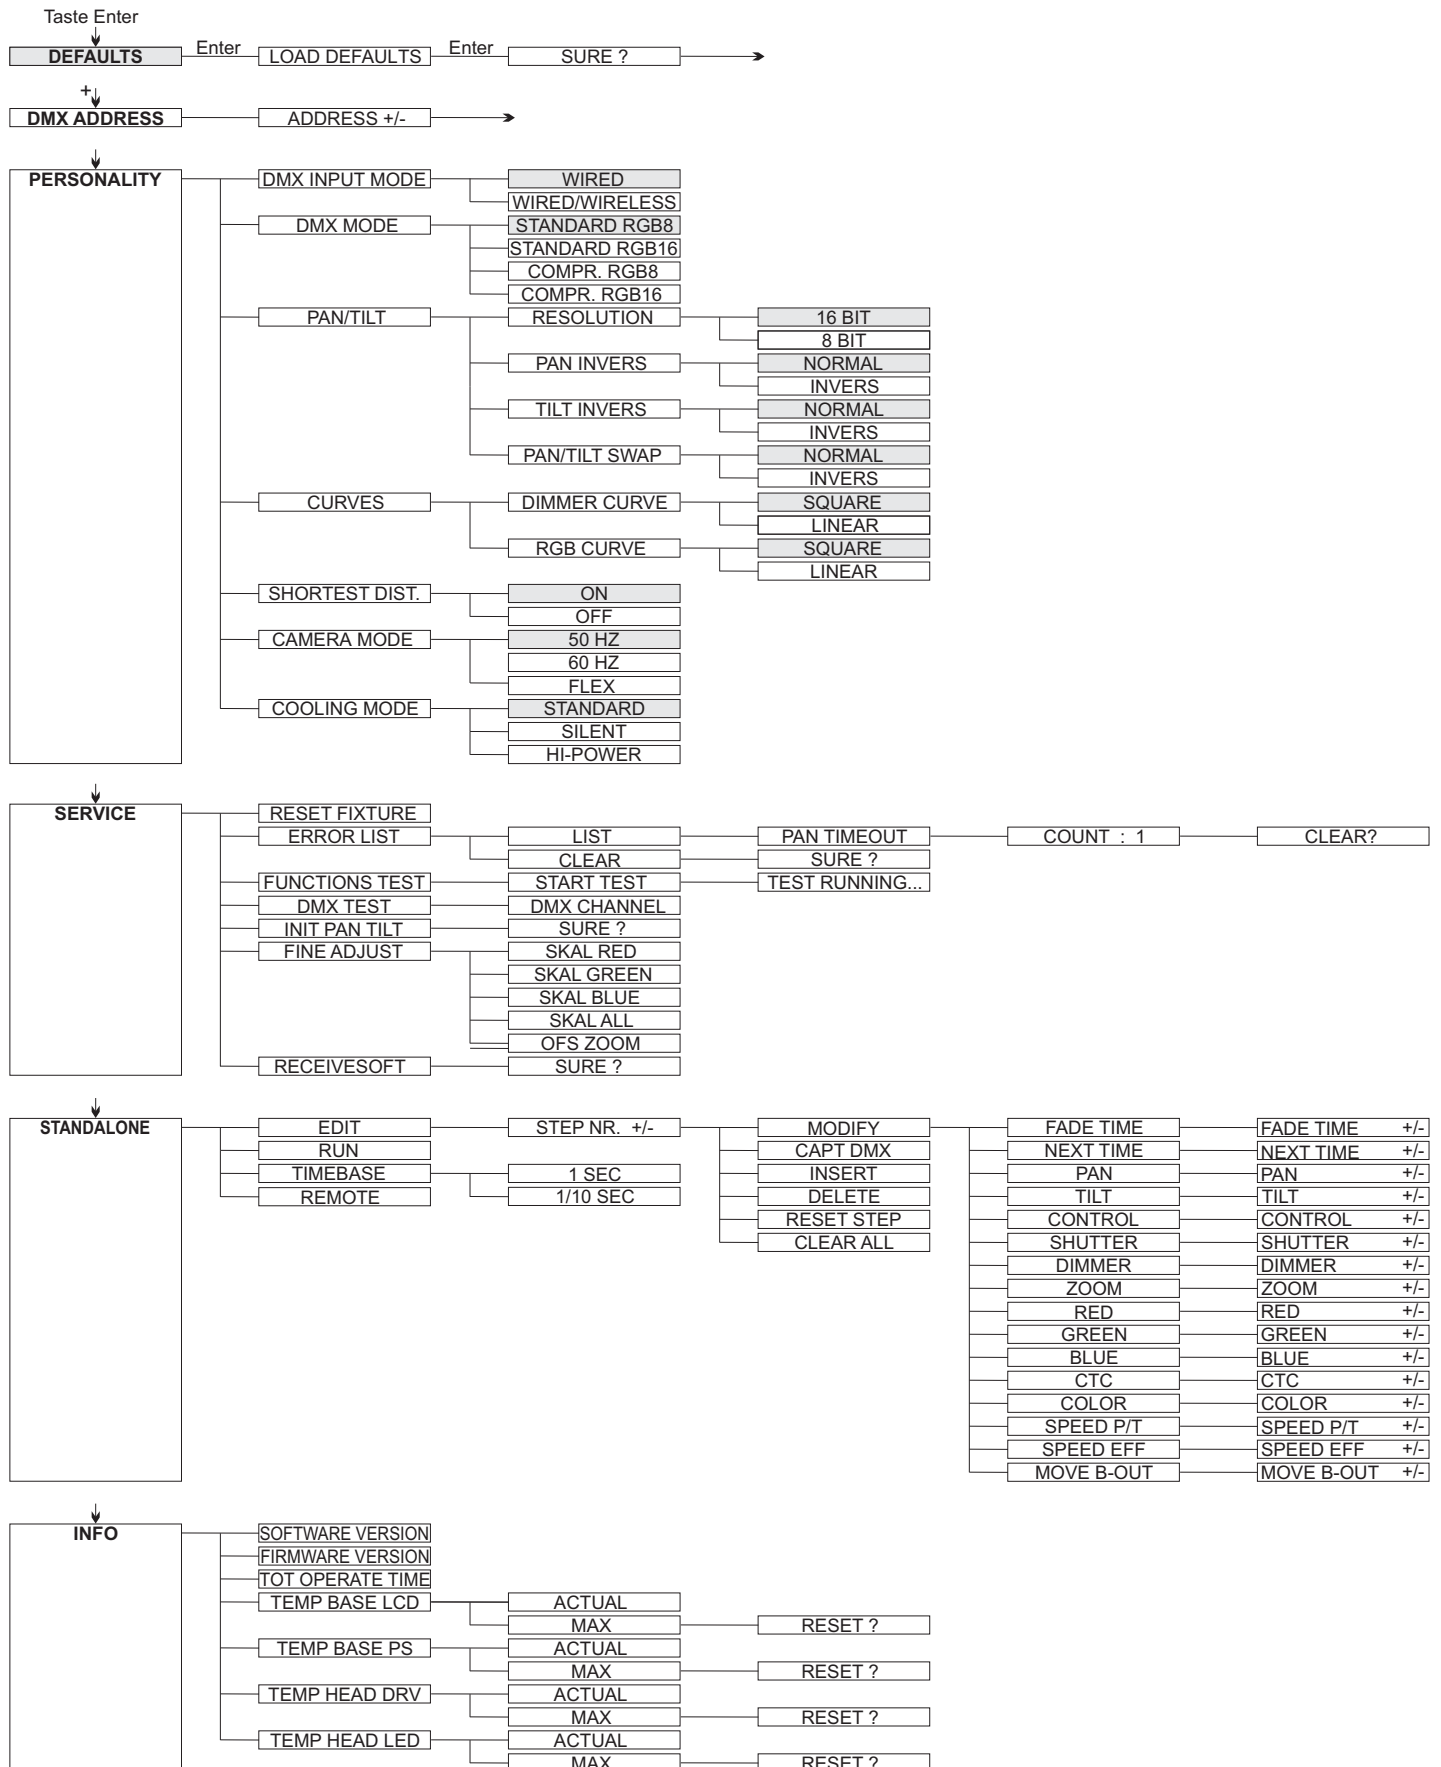 Taste Enter
DEFAULTS Enter LOAD DEFAULTS Enter SURE ?
+
DMX ADDRESS ADDRESS +/-
PERSONALITY DMX INPUT MODE WIRED
WIRED/WIRELESS
DMX MODE STANDARD RGB8
STANDARD RGB16
COMPR. RGB8
COMPR. RGB16
PAN/TILT RESOLUTION 16 BIT
8 BIT
PAN INVERS NORMAL
INVERS
TILT INVERS NORMAL
INVERS
PAN/TILT SWAP NORMAL
INVERS
CURVES DIMMER CURVE SQUARE
LINEAR
RGB CURVE SQUARE
LINEAR
SHORTEST DIST. ON
OFF
CAMERA MODE 50 HZ
60 HZ
FLEX
COOLING MODE STANDARD
SILENT
HI-POWER
SERVICE RESET FIXTURE
ERROR LIST LIST PAN TIMEOUT COUNT : 1 CLEAR?
CLEAR SURE ?
FUNCTIONS TEST START TEST TEST RUNNING...
DMX TEST DMX CHANNEL
INIT PAN TILT SURE ?
FINE ADJUST SKAL RED
SKAL GREEN
SKAL BLUE
SKAL ALL
OFS ZOOM
RECEIVESOFT SURE ?
STANDALONE EDIT STEP NR. +/- MODIFY FADE TIME FADE TIME +/-
RUN CAPT DMX NEXT TIME NEXT TIME +/-
TIMEBASE 1 SEC INSERT PAN PAN +/-
REMOTE 1/10 SEC DELETE TILT TILT +/-
RESET STEP CONTROL CONTROL +/-
CLEAR ALL SHUTTER SHUTTER +/-
DIMMER DIMMER +/-
ZOOM ZOOM +/-
RED RED +/-
GREEN GREEN +/-
BLUE BLUE +/-
CTC CTC +/-
COLOR COLOR +/-
SPEED P/T SPEED P/T +/-
SPEED EFF SPEED EFF +/-
MOVE B-OUT MOVE B-OUT +/-
INFO SOFTWARE VERSION
FIRMWARE VERSION
TOT OPERATE TIME
TEMP BASE LCD ACTUAL
MAX RESET ?
TEMP BASE PS ACTUAL
MAX RESET ?
TEMP HEAD DRV ACTUAL
MAX RESET ?
TEMP HEAD LED ACTUAL
MAX RESET ?